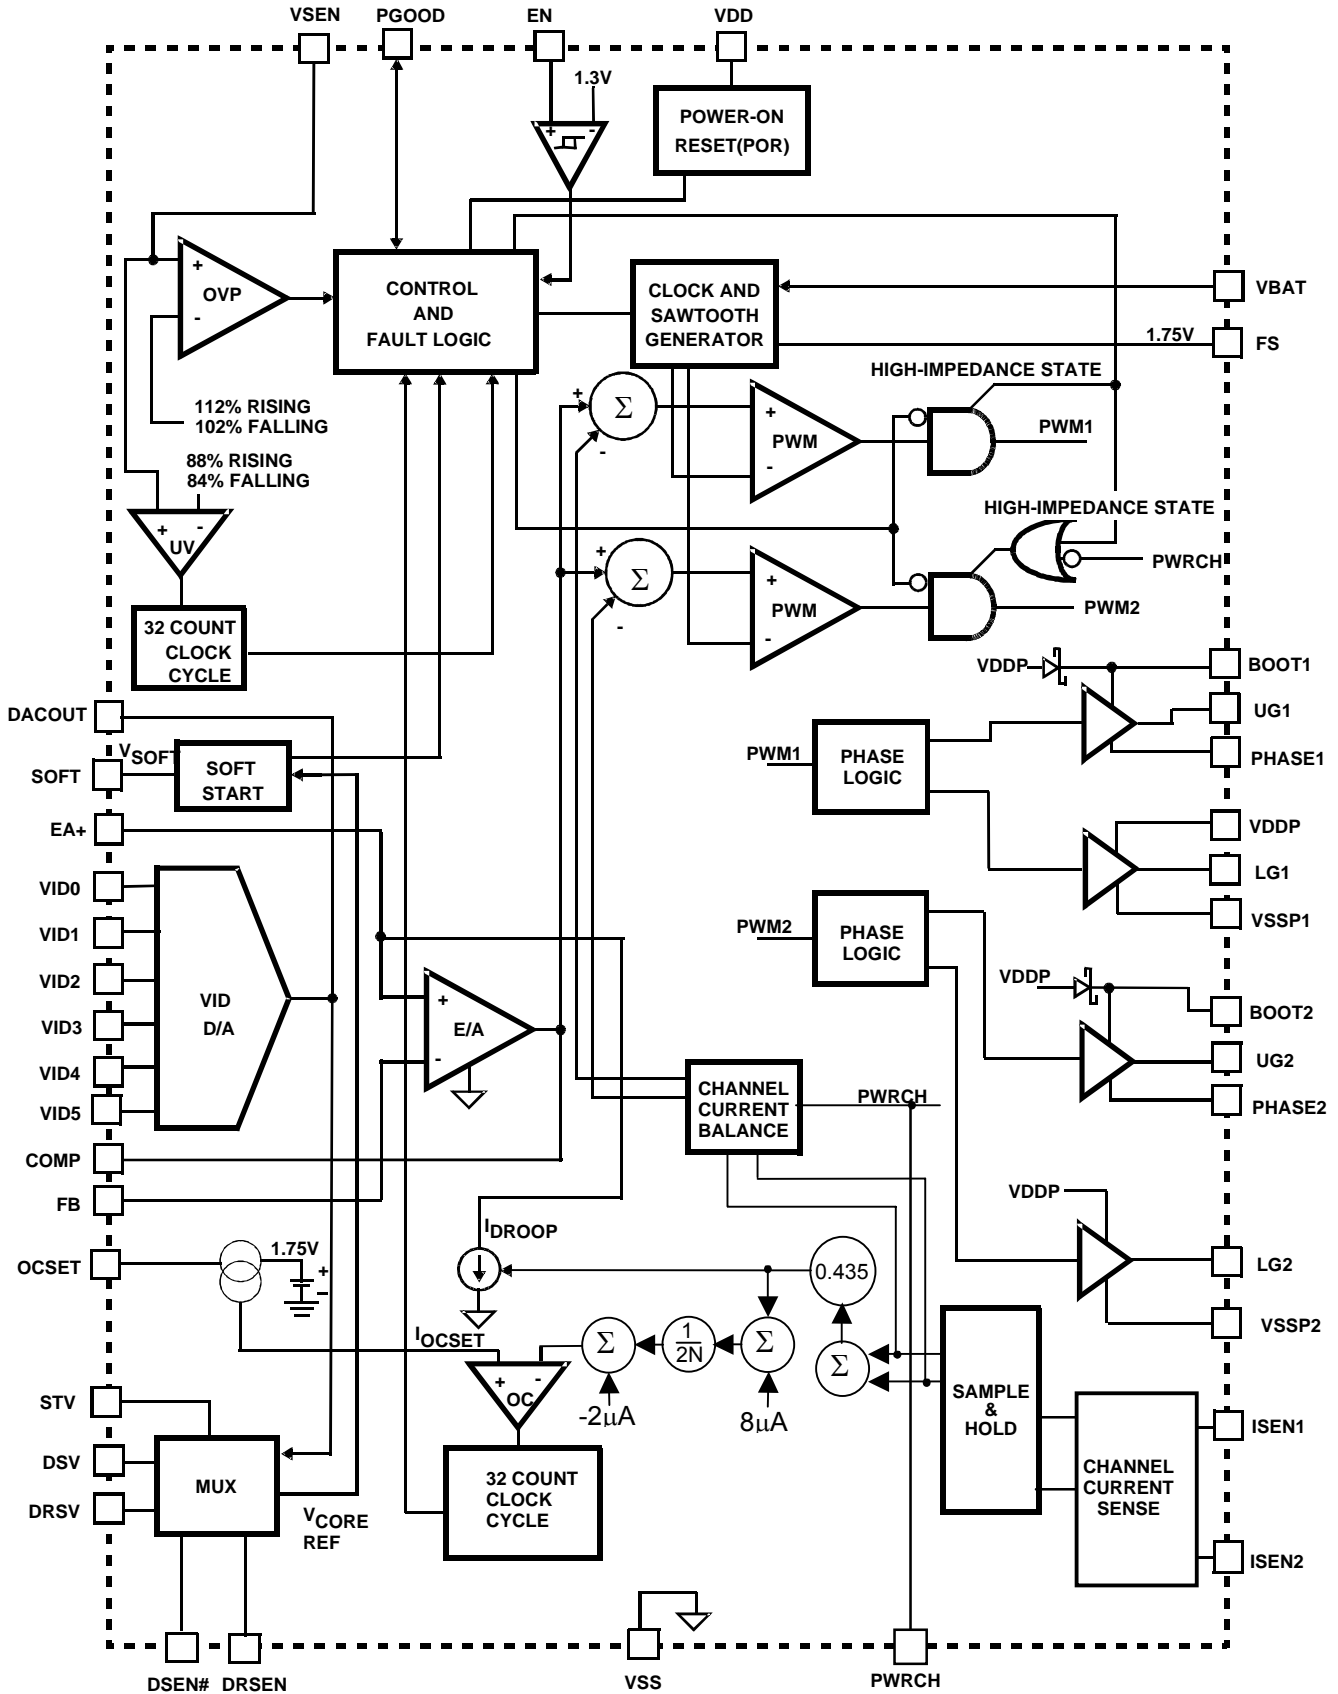 VSEN
PGOOD
EN
VDD
1.3V
+
-
POWER-ON
RESET(POR)
+
OVP
-
CONTROL
AND
FAULT LOGIC
CLOCK AND
SAWTOOTH
GENERATOR
VBAT
1.75V
FS
HIGH-IMPEDANCE STATE
112% RISING
102% FALLING
+
Σ
-
+
PWM
-
PWM1
88% RISING
84% FALLING
+
-
UV
HIGH-IMPEDANCE STATE
PWRCH
+
Σ
-
+
PWM
-
PWM2
32 COUNT
CLOCK
CYCLE
VDDP
BOOT1
UG1
PHASE1
DACOUT
VSOFT
SOFT
SOFT
START
PWM1
PHASE
LOGIC
EA+
VDDP
LG1
VSSP1
VID0
VID1
VID2
VID3
VID4
VID5
VID
D/A
PWM2
PHASE
LOGIC
+
E/A
-
VDDP
BOOT2
UG2
PHASE2
CHANNEL
CURRENT
BALANCE
PWRCH
COMP
FB
IDROOP
VDDP
OCSET
1.75V
+
-
0.435
LG2
VSSP2
IOCSET
Σ
1
2N
Σ
Σ
+
-
OC
-2μA
8μA
SAMPLE
&
HOLD
STV
DSV
DRSV
MUX
VCORE
REF
32 COUNT
CLOCK
CYCLE
CHANNEL
CURRENT
SENSE
ISEN1
ISEN2
DSEN#
DRSEN
VSS
PWRCH